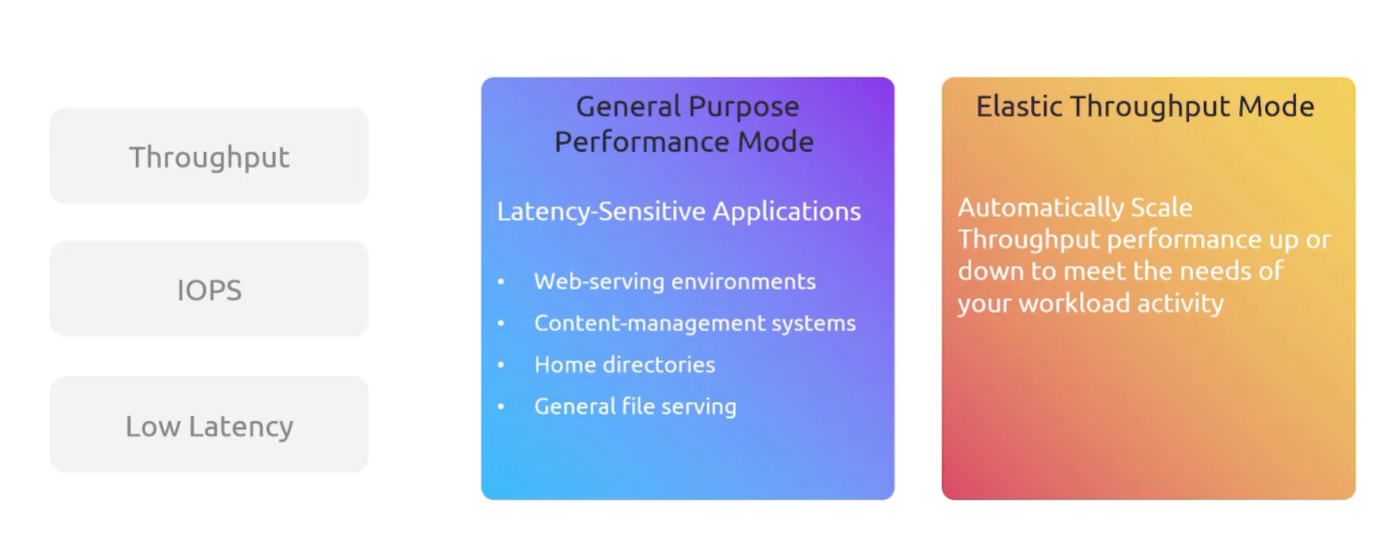 Throughput
IOPS
Low Latency
General Purpose
Performance Mode
Latency-Sensitive Applications
• Web-serving environments
• Content-management systems
• Home directories
• General file serving
Elastic Throughput Mode
Automatically Scale
Throughput performance up or
down to meet the needs of
your workload activity